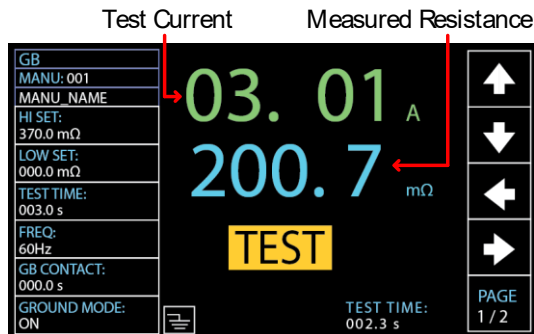 Test Current Measured Resistance
GB
MANU: 001
MANU_NAME
HI SET:
370.0 mΩ
LOW SET:
000.0 mΩ
TEST TIME:
003.0 s
FREQ:
60Hz
GB CONTACT:
000.0 s
GROUND MODE:
ON
03. 01 A
200. 7 mΩ
TEST
TEST TIME:
002.3 s
PAGE
1 / 2